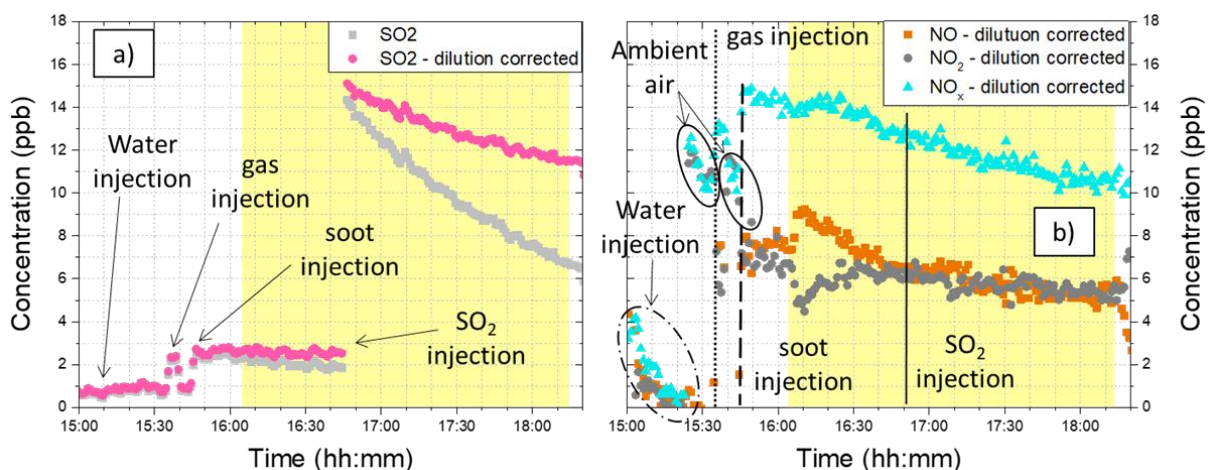 a)
SO2
SO2 - dilution corrected
Water
injection
gas
injection
soot
injection
SO2
injection
18
16
14
12
10
8
6
4
2
0
Concentration (ppb)
15:00
15:30
16:00
16:30
17:00
17:30
18:00
Time (hh:mm)
Ambient
air
gas injection
NO - dilutuon corrected
NO2 - dilution corrected
NOx - dilution corrected
Water
injection
b)
soot
injection
SO2
injection
18
16
14
12
10
8
6
4
2
0
Concentration (ppb)
15:00
15:30
16:00
16:30
17:00
17:30
18:00
Time (hh:mm)